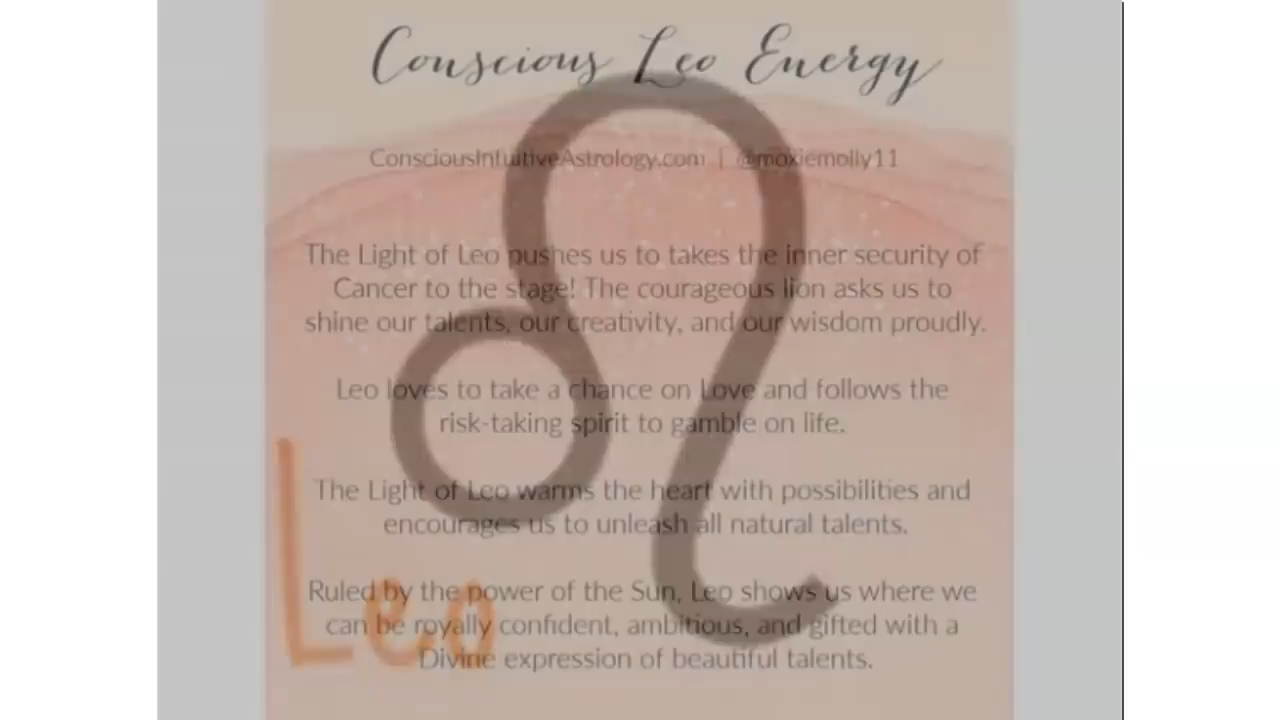 Conscious Leo Energy
ConsciousIntuitiveAstrology.com | @moxiemolly11
The Light of Leo pushes us to takes the inner security of
Cancer to the stage! The courageous lion asks us to
shine our talents, our creativity, and our wisdom proudly.
Leo loves to take a chance on Love and follows the
risk-taking spirit to gamble on life.
The Light of Leo warms the heart with possibilities and
encourages us to unleash all natural talents.
Ruled by the power of the Sun, Leo shows us where we
can be royally confident, ambitious, and gifted with a
Divine expression of beautiful talents.
Leo